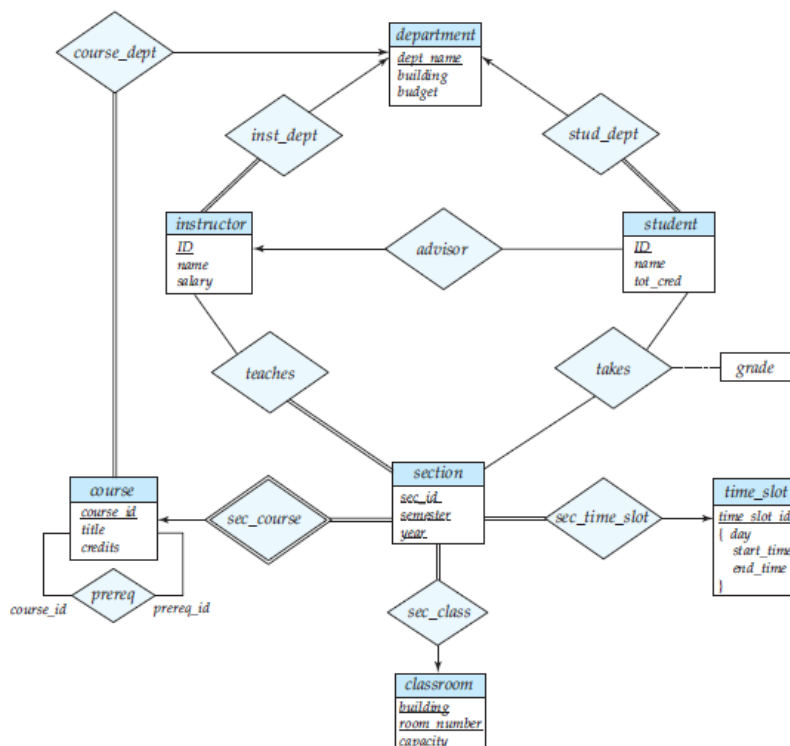 department
course_dept
dept_name
building
budget
inst_dept
stud_dept
instructor
ID
name
salary
advisor
student
ID
name
tot_cred
teaches
takes
grade
course
course_id
title
credits
sec_course
section
sec_id
semester
year
sec_time_slot
time_slot
time_slot_id
{ day
start_time
end_time
}
course_id
prereq
prereq_id
sec_class
classroom
building
room_number
capacity